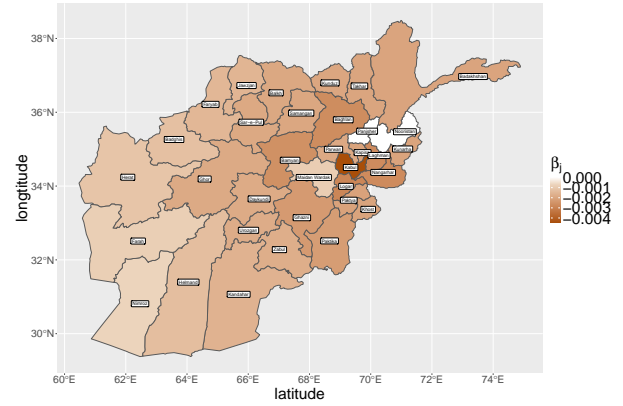 38°N
36°N
34°N
32°N
30°N
longtitude
60°E
62°E
64°E
66°E
68°E
70°E
72°E
74°E
latitude
βj
0.000
−0.001
−0.002
−0.003
−0.004
Badakhshan
Jawzjan
Balkh
Kunduz
Takhar
Faryab
Samangan
Baghlan
Sar−e−Pul
Panjsher
Nooristan
Badghis
Parwan
Kapisa
Kunarha
Laghman
Bamyan
Kabul
Nangarhar
Herat
Ghor
Maidan Wardag
Logar
Daykundi
Paktya
Khost
Ghazni
Uruzgan
Farah
Paktika
Zabul
Helmand
Kandahar
Nimroz